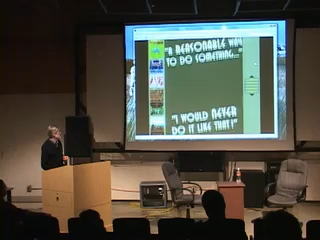 "A REASONABLE WAY
TO DO SOMETHING..."
"I WOULD NEVER
DO IT LIKE THAT!"